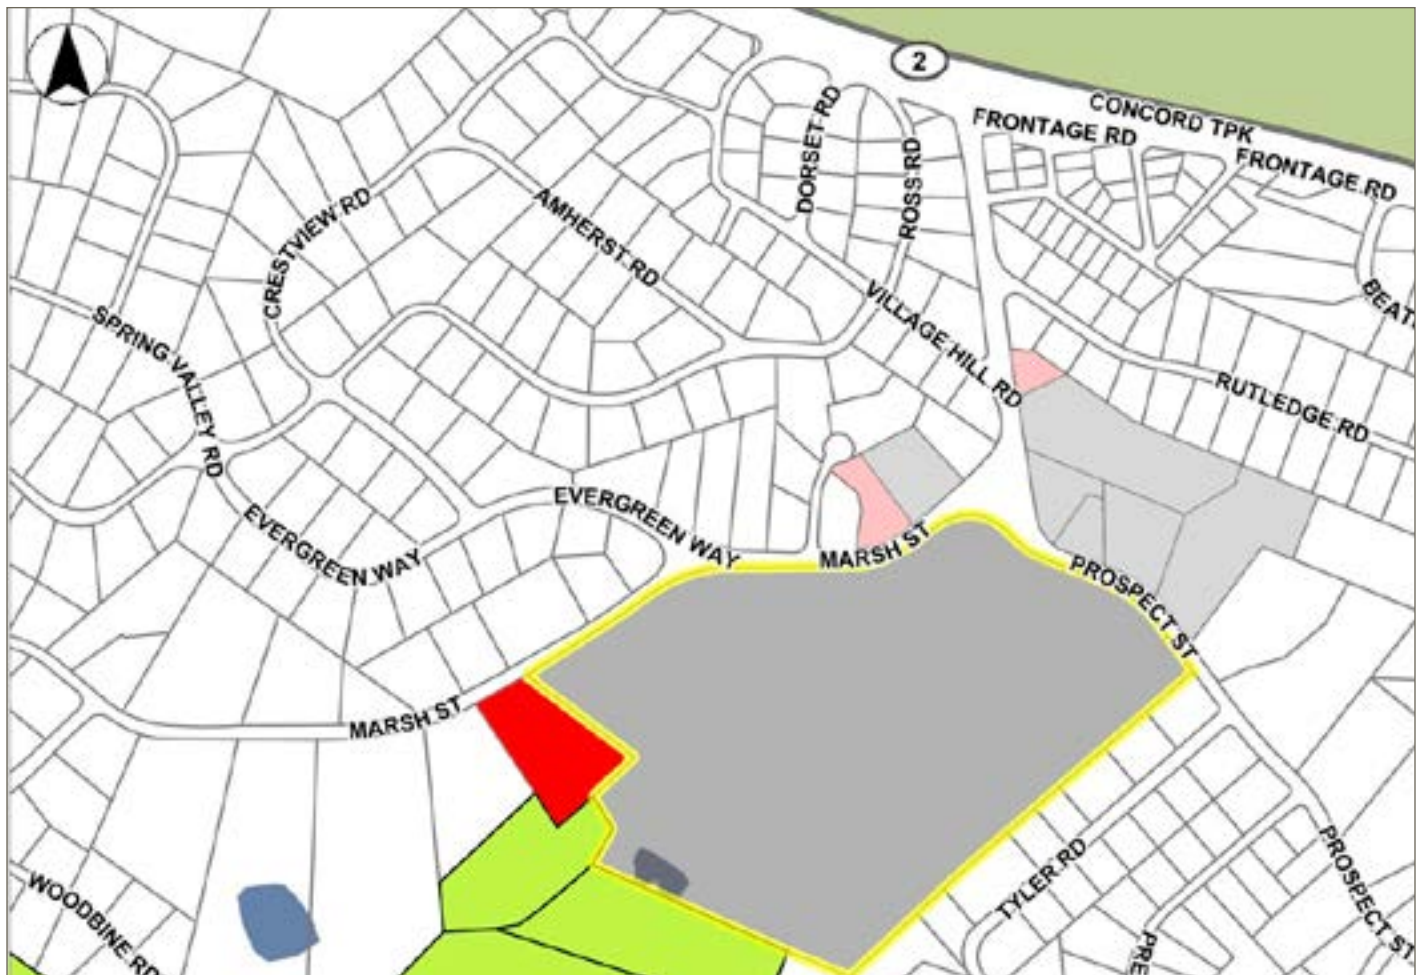 2
CONCORD TPK
FRONTAGE RD
FRONTAGE RD
DORSET RD
ROSS RD
CRESTVIEW RD
AMHERST RD
VILLAGE HILL RD
BEAT
SPRING VALLEY RD
RUTLEDGE RD
EVERGREEN WAY
EVERGREEN WAY
MARSH ST
PROSPECT ST
MARSH ST
TYLER RD
PROSPECT ST
WOODBINE RD
PRE